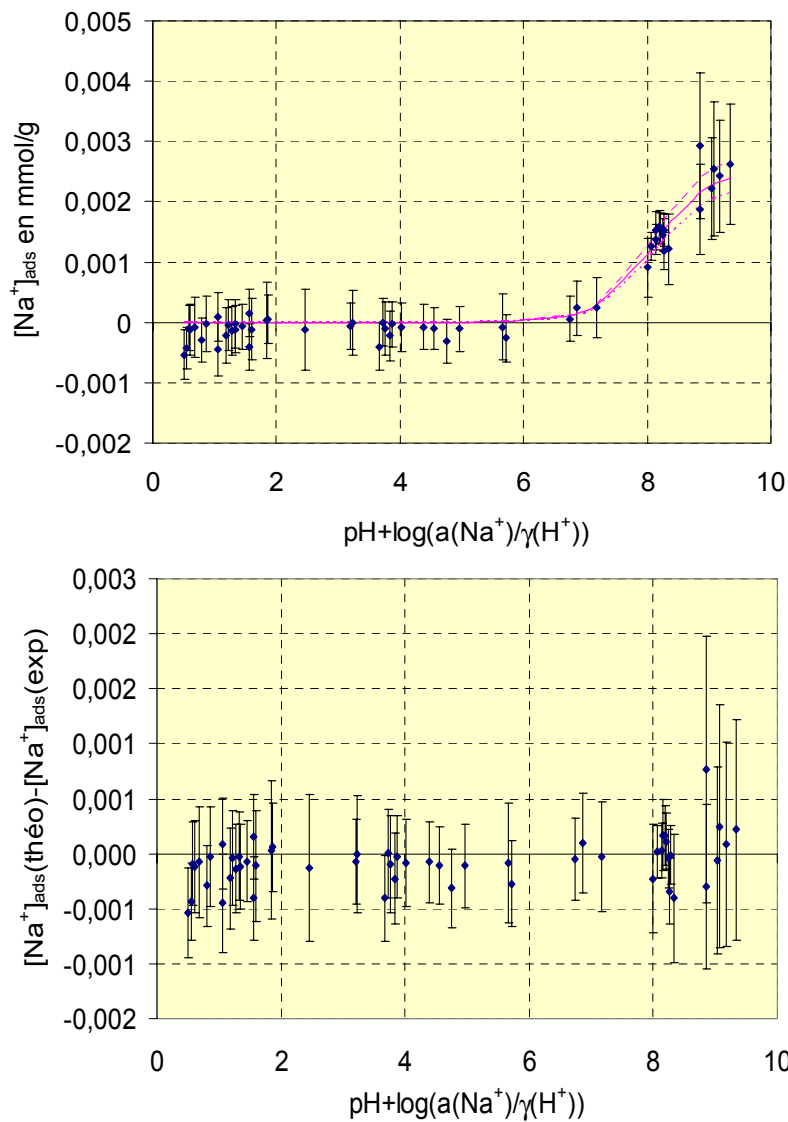 0,005
0,004
0,003
0,002
0,001
0
-0,001
-0,002
[Na+]ads en mmol/g
0 2 4 6 8 10
pH+log(a(Na+)/γ(H+))
0,003
0,002
0,002
0,001
0,001
0,000
-0,001
-0,001
-0,002
[Na+]ads(théo)-[Na+]ads(exp)
0 2 4 6 8 10
pH+log(a(Na+)/γ(H+))